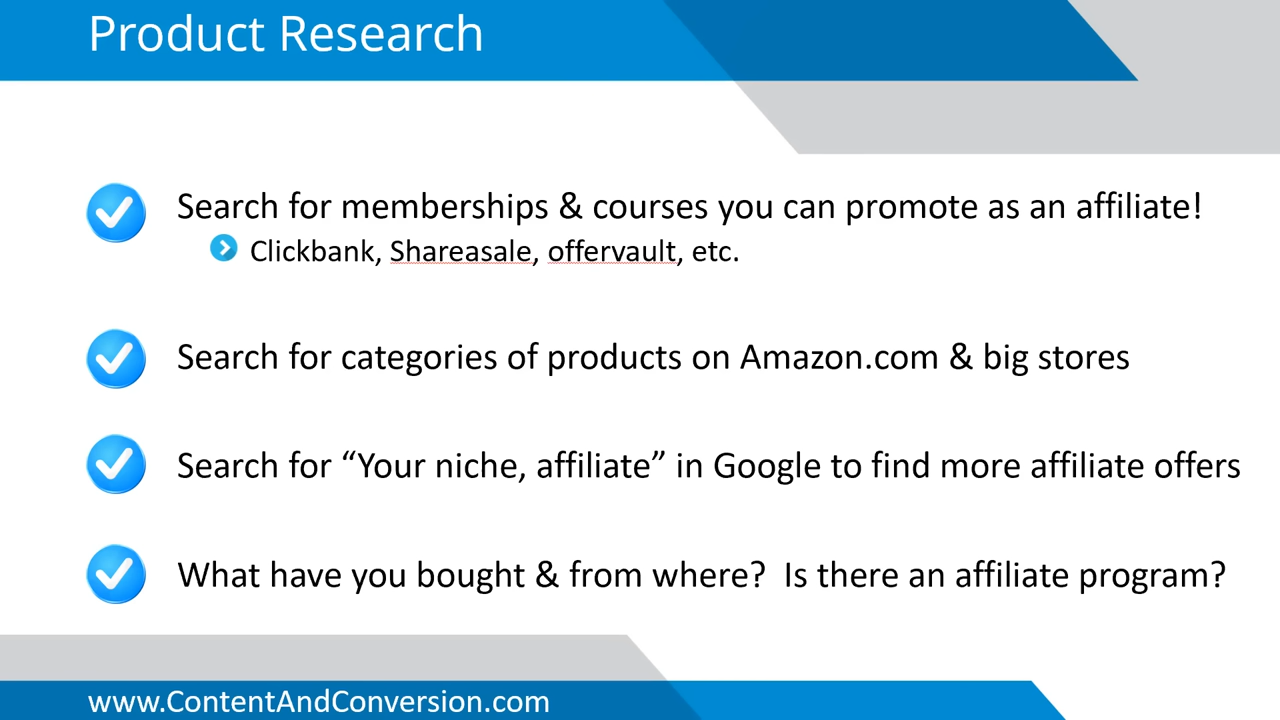 Product Research
Search for memberships & courses you can promote as an affiliate!
Clickbank, Shareasale, offervault, etc.
Search for categories of products on Amazon.com & big stores
Search for “Your niche, affiliate” in Google to find more affiliate offers
What have you bought & from where?  Is there an affiliate program?
www.ContentAndConversion.com